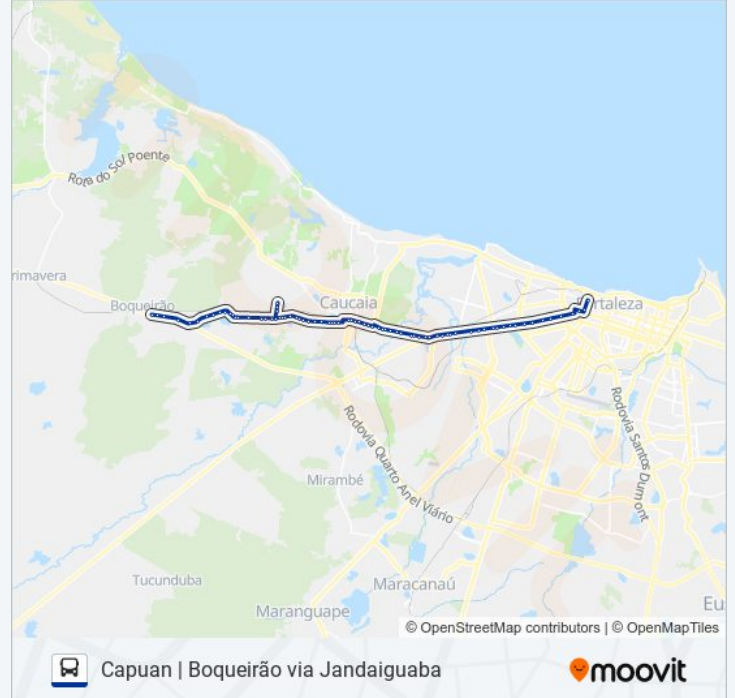 Rota do Sol Poente
rimavera
Boqueirão
Caucaia
ortaleza
Rodovia Santos Dumont
Rodovia Quarto Anel Viário
Mirambé
Tucunduba
Maracanaú
Maranguape
Eu
© OpenStreetMap contributors | © OpenMapTiles
Capuan | Boqueirão via Jandaiguaba
moovit